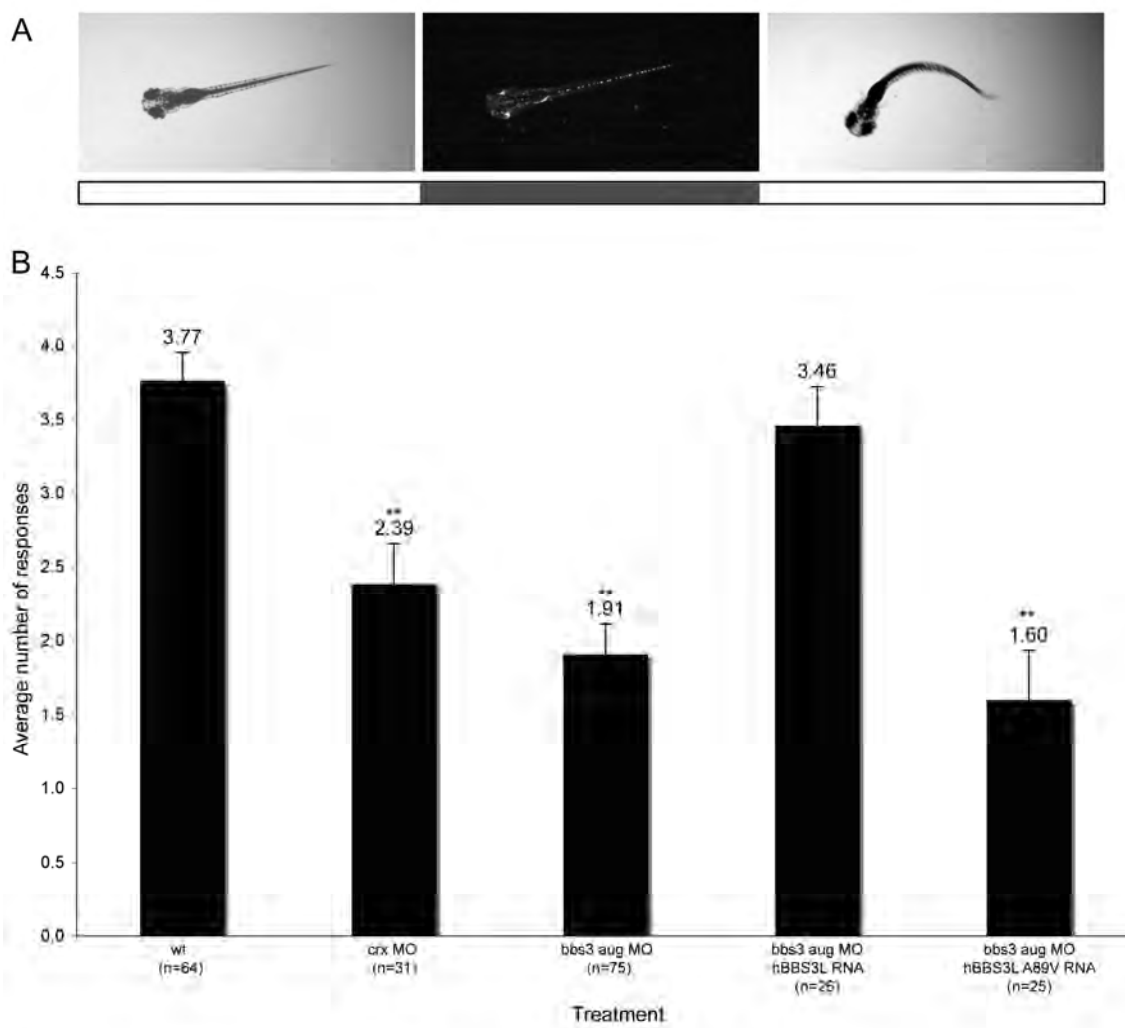 A
B
4.5
4.0
3.5
3.0
2.5
2.0
1.5
1.0
0.5
0.0
Average number of responses
3.77
**
2.39
**
1.91
3.46
**
1.60
wt
(n=64)
crx MO
(n=31)
bbs3 aug MO
(n=75)
bbs3 aug MO
hBBS3L RNA
(n=26)
bbs3 aug MO
hBBS3L A89V RNA
(n=25)
Treatment